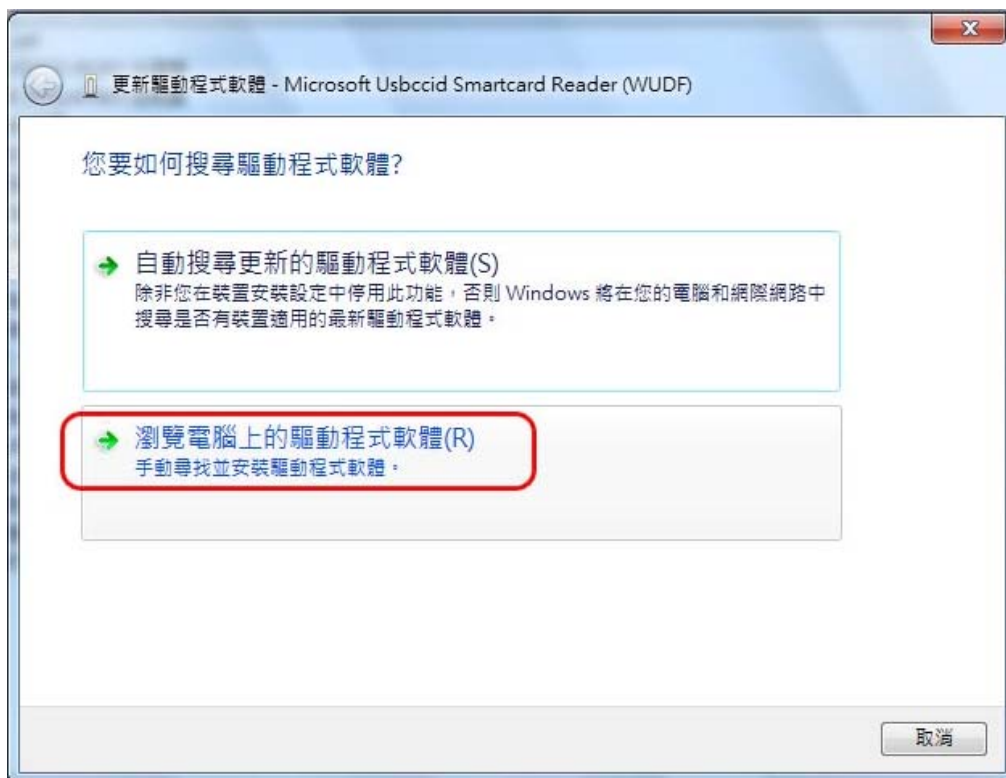 更新驅動程式軟體 - Microsoft Usbccid Smartcard Reader (WUDF)
您要如何搜尋驅動程式軟體?
自動搜尋更新的驅動程式軟體(S)
除非您在裝置安裝設定中停用此功能，否則 Windows 將在您的電腦和網際網路中
搜尋是否有裝置適用的最新驅動程式軟體。
瀏覽電腦上的驅動程式軟體(R)
手動尋找並安裝驅動程式軟體。
取消